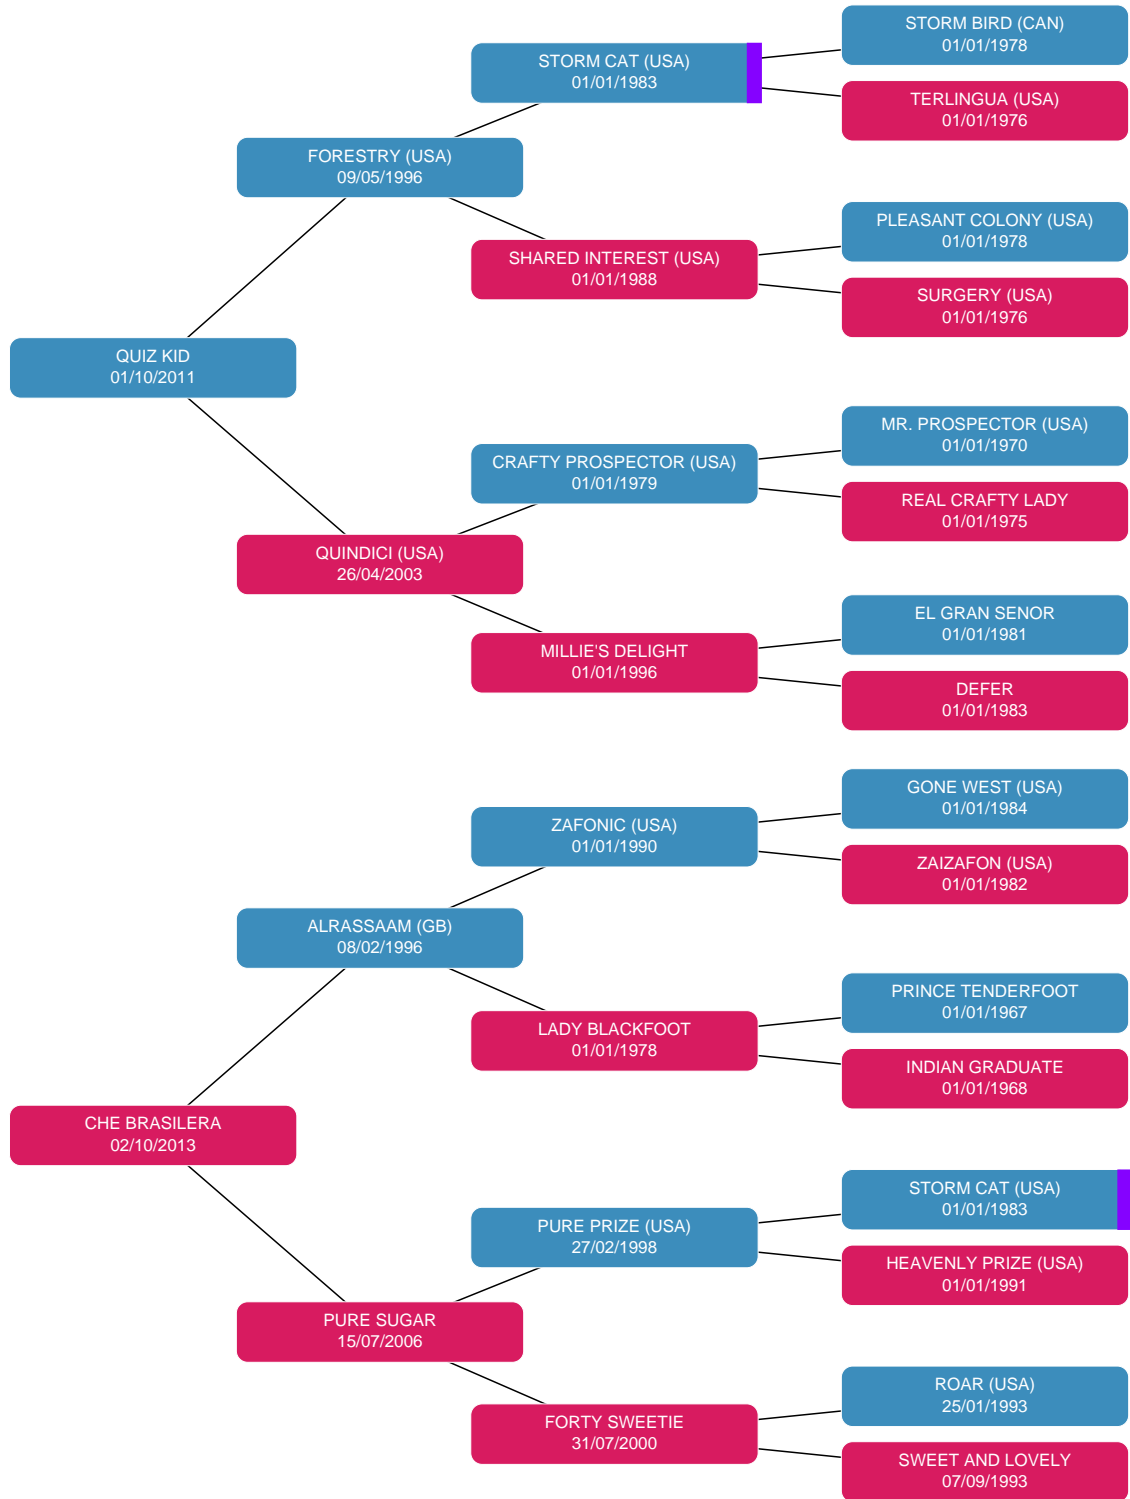 STORM BIRD (CAN)
01/01/1978
STORM CAT (USA)
01/01/1983
TERLINGUA (USA)
01/01/1976
FORESTRY (USA)
09/05/1996
PLEASANT COLONY (USA)
01/01/1978
SHARED INTEREST (USA)
01/01/1988
SURGERY (USA)
01/01/1976
QUIZ KID
01/10/2011
MR. PROSPECTOR (USA)
01/01/1970
CRAFTY PROSPECTOR (USA)
01/01/1979
REAL CRAFTY LADY
01/01/1975
QUINDICI (USA)
26/04/2003
EL GRAN SENOR
01/01/1981
MILLIE'S DELIGHT
01/01/1996
DEFER
01/01/1983
GONE WEST (USA)
01/01/1984
ZAFONIC (USA)
01/01/1990
ZAIZAFON (USA)
01/01/1982
ALRASSAAM (GB)
08/02/1996
PRINCE TENDERFOOT
01/01/1967
LADY BLACKFOOT
01/01/1978
INDIAN GRADUATE
01/01/1968
CHE BRASILERA
02/10/2013
STORM CAT (USA)
01/01/1983
PURE PRIZE (USA)
27/02/1998
HEAVENLY PRIZE (USA)
01/01/1991
PURE SUGAR
15/07/2006
ROAR (USA)
25/01/1993
FORTY SWEETIE
31/07/2000
SWEET AND LOVELY
07/09/1993